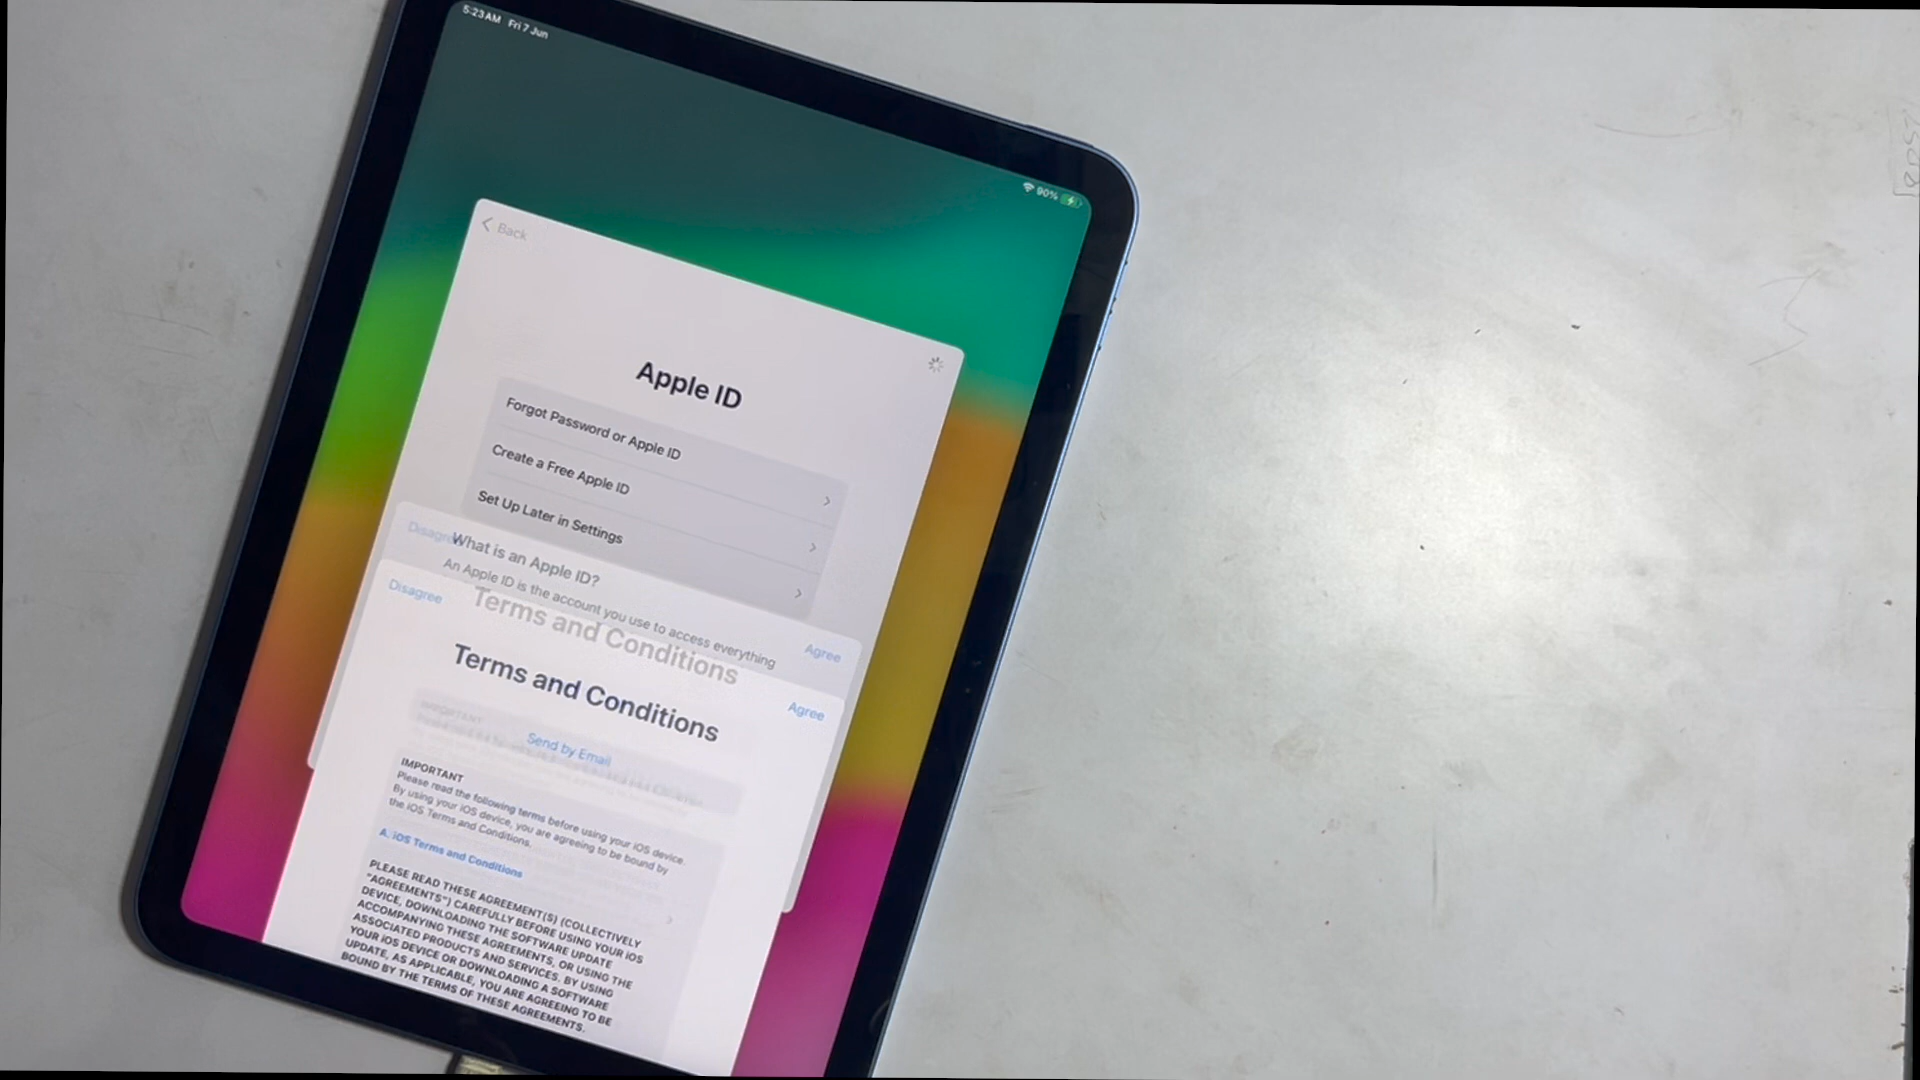 5:23 AM Fri 7 Jun
90%
Back
Apple ID
Forgot Password or Apple ID
Create a Free Apple ID
Set Up Later in Settings
Disagree
What is an Apple ID?
An Apple ID is the account you use to access everything
Agree
Terms and Conditions
Disagree
Terms and Conditions
Agree
Send by Email
IMPORTANT
IMPORTANT
Please read the following terms before using your iOS device.
By using your iOS device, you are agreeing to be bound by
the iOS Terms and Conditions.
A. iOS Terms and Conditions
PLEASE READ THESE AGREEMENT(S) (COLLECTIVELY
"AGREEMENTS") CAREFULLY BEFORE USING YOUR iOS
DEVICE, DOWNLOADING THE SOFTWARE UPDATE
ACCOMPANYING THESE AGREEMENTS, OR USING THE
ASSOCIATED PRODUCTS AND SERVICES. BY USING
YOUR iOS DEVICE OR DOWNLOADING A SOFTWARE
UPDATE, AS APPLICABLE, YOU ARE AGREEING TO BE
BOUND BY THE TERMS OF THESE AGREEMENTS.